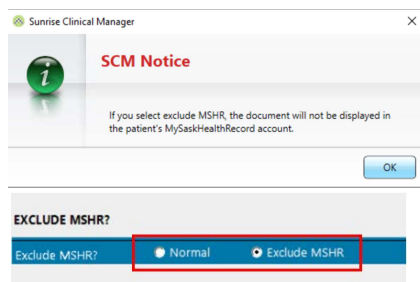 Sunrise Clinical Manager
SCM Notice
If you select exclude MSHR, the document will not be displayed in
the patient's MySaskHealthRecord account.
OK
EXCLUDE MSHR?
Exclude MSHR? Normal Exclude MSHR